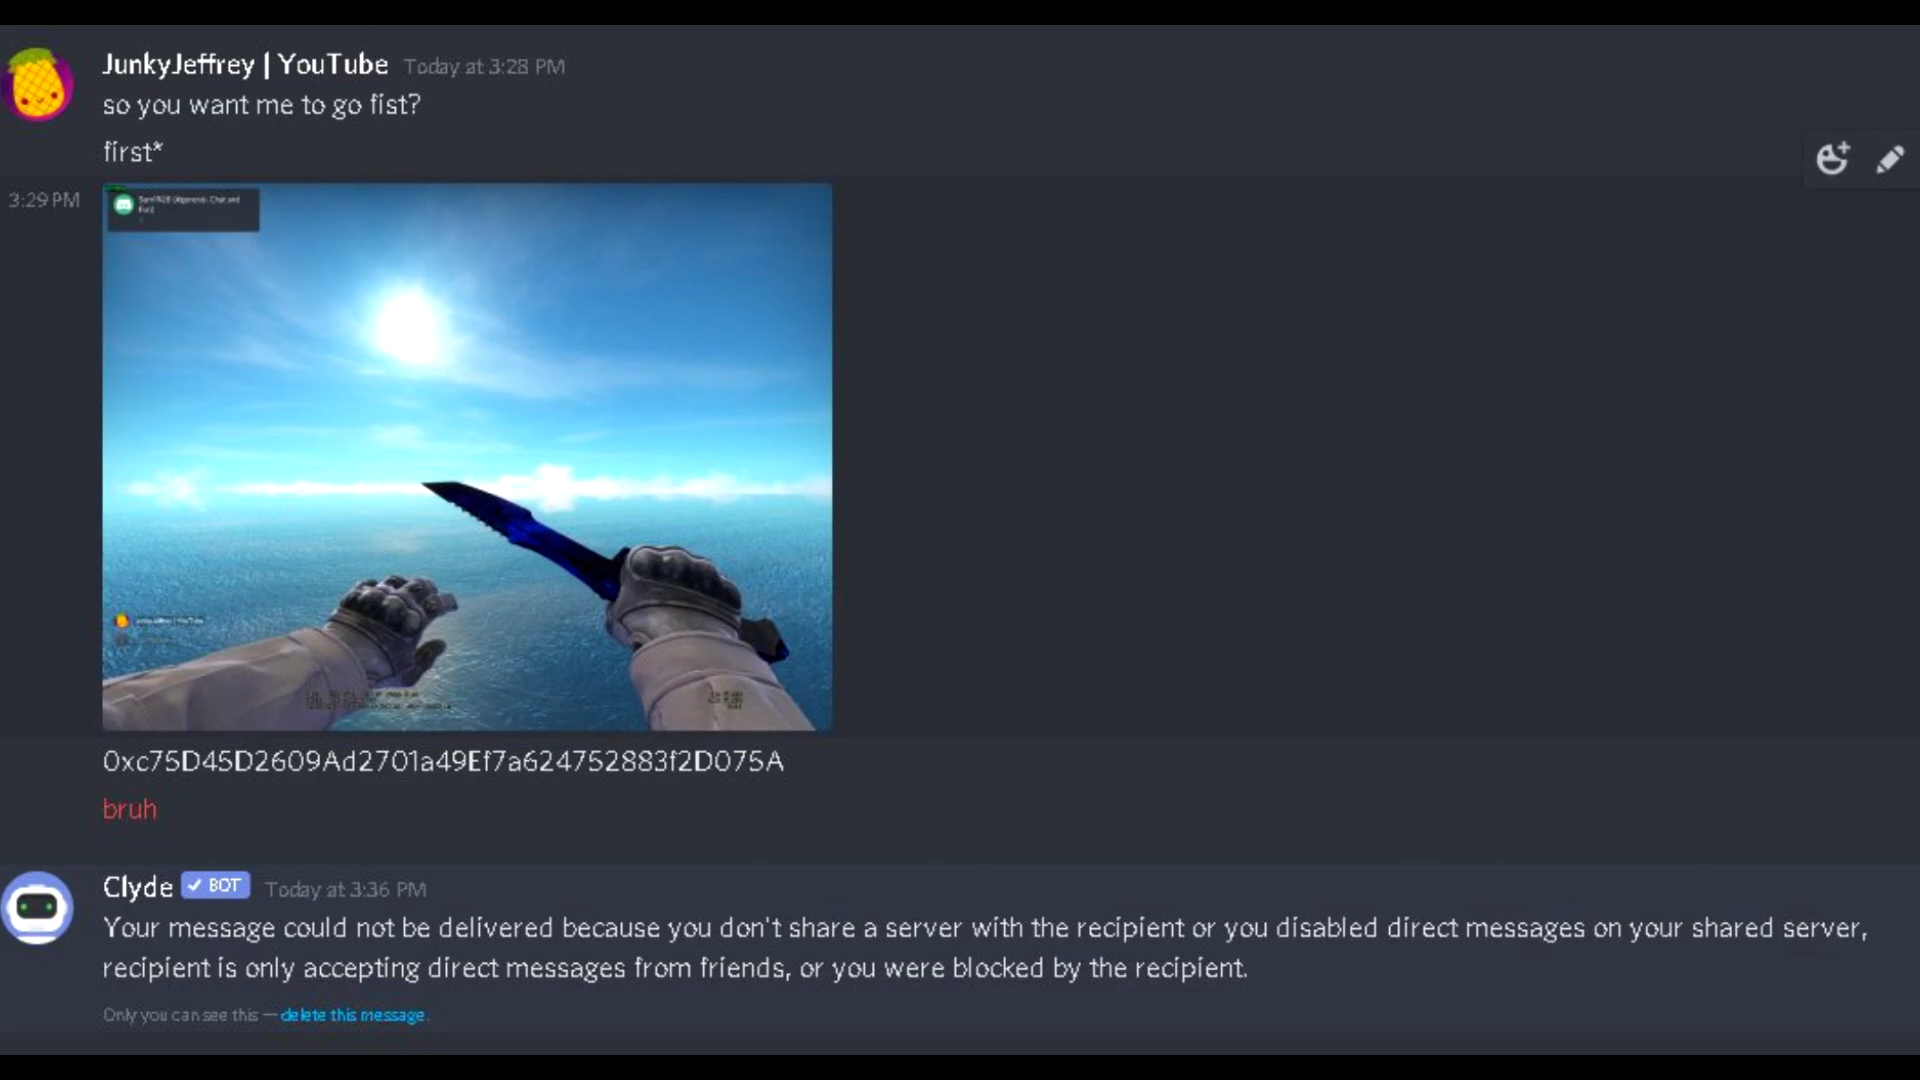 JunkyJeffrey | YouTube Today at 3:28 PM
so you want me to go fist?
first*
3:29 PM
JunkyJeffrey | YouTube
0xc75D45D2609Ad2701a49Ef7a624752883f2D075A
bruh
Clyde ✓ BOT Today at 3:36 PM
Your message could not be delivered because you don't share a server with the recipient or you disabled direct messages on your shared server,
recipient is only accepting direct messages from friends, or you were blocked by the recipient.
Only you can see this — delete this message.